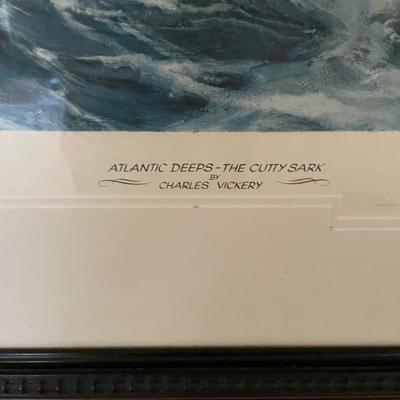 ATLANTIC DEEPS - THE CUTTY SARK
BY
CHARLES VICKERY